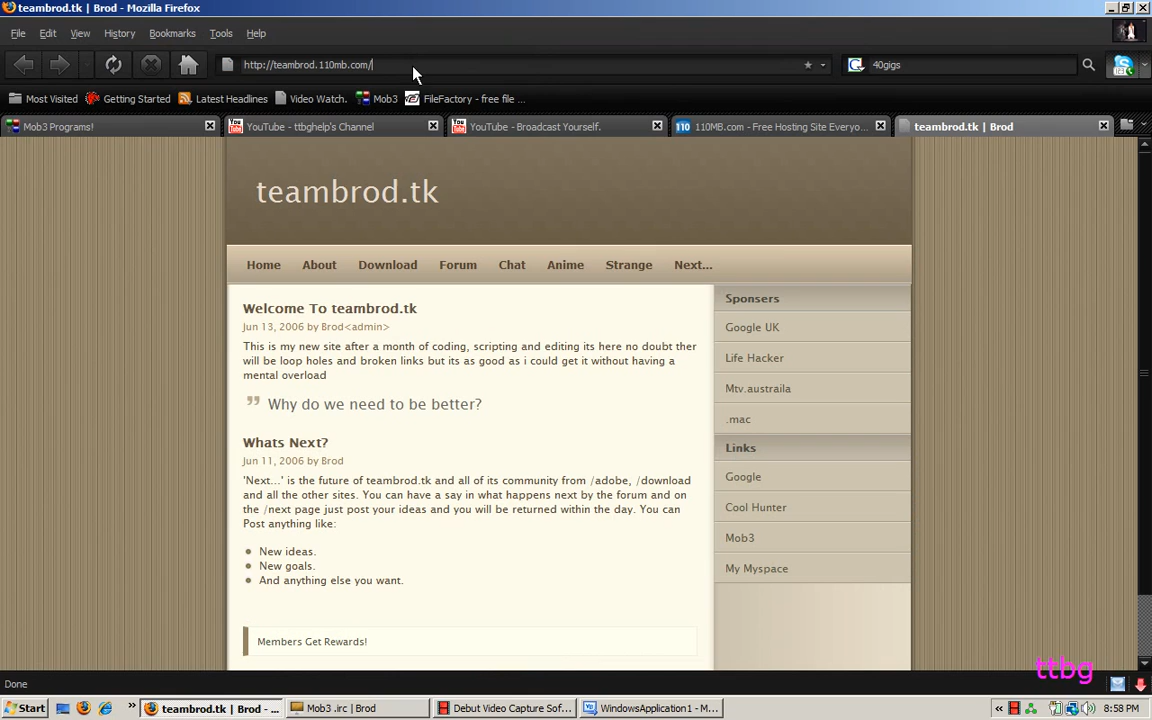 teambrod.tk | Brod - Mozilla Firefox
File Edit View History Bookmarks Tools Help
http://teambrod.110mb.com/
40gigs
Most Visited Getting Started Latest Headlines Video Watch. Mob3 FileFactory - free file ...
Mob3 Programs! YouTube - ttbghelp's Channel YouTube - Broadcast Yourself. 110 110MB.com - Free Hosting Site Everyo... teambrod.tk | Brod
teambrod.tk
Home About Download Forum Chat Anime Strange Next...
Welcome To teambrod.tk
Jun 13, 2006 by Brod<admin>
This is my new site after a month of coding, scripting and editing its here no doubt ther
will be loop holes and broken links but its as good as i could get it without having a
mental overload
Why do we need to be better?
Whats Next?
Jun 11, 2006 by Brod
'Next...' is the future of teambrod.tk and all of its community from /adobe, /download
and all the other sites. You can have a say in what happens next by the forum and on
the /next page just post your ideas and you will be returned within the day. You can
Post anything like:
New ideas.
New goals.
And anything else you want.
Members Get Rewards!
Sponsers
Google UK
Life Hacker
Mtv.austraila
.mac
Links
Google
Cool Hunter
Mob3
My Myspace
ttbg
Done
Start teambrod.tk | Brod - ... Mob3 .irc | Brod Debut Video Capture Sof... WindowsApplication1 - M... 8:58 PM